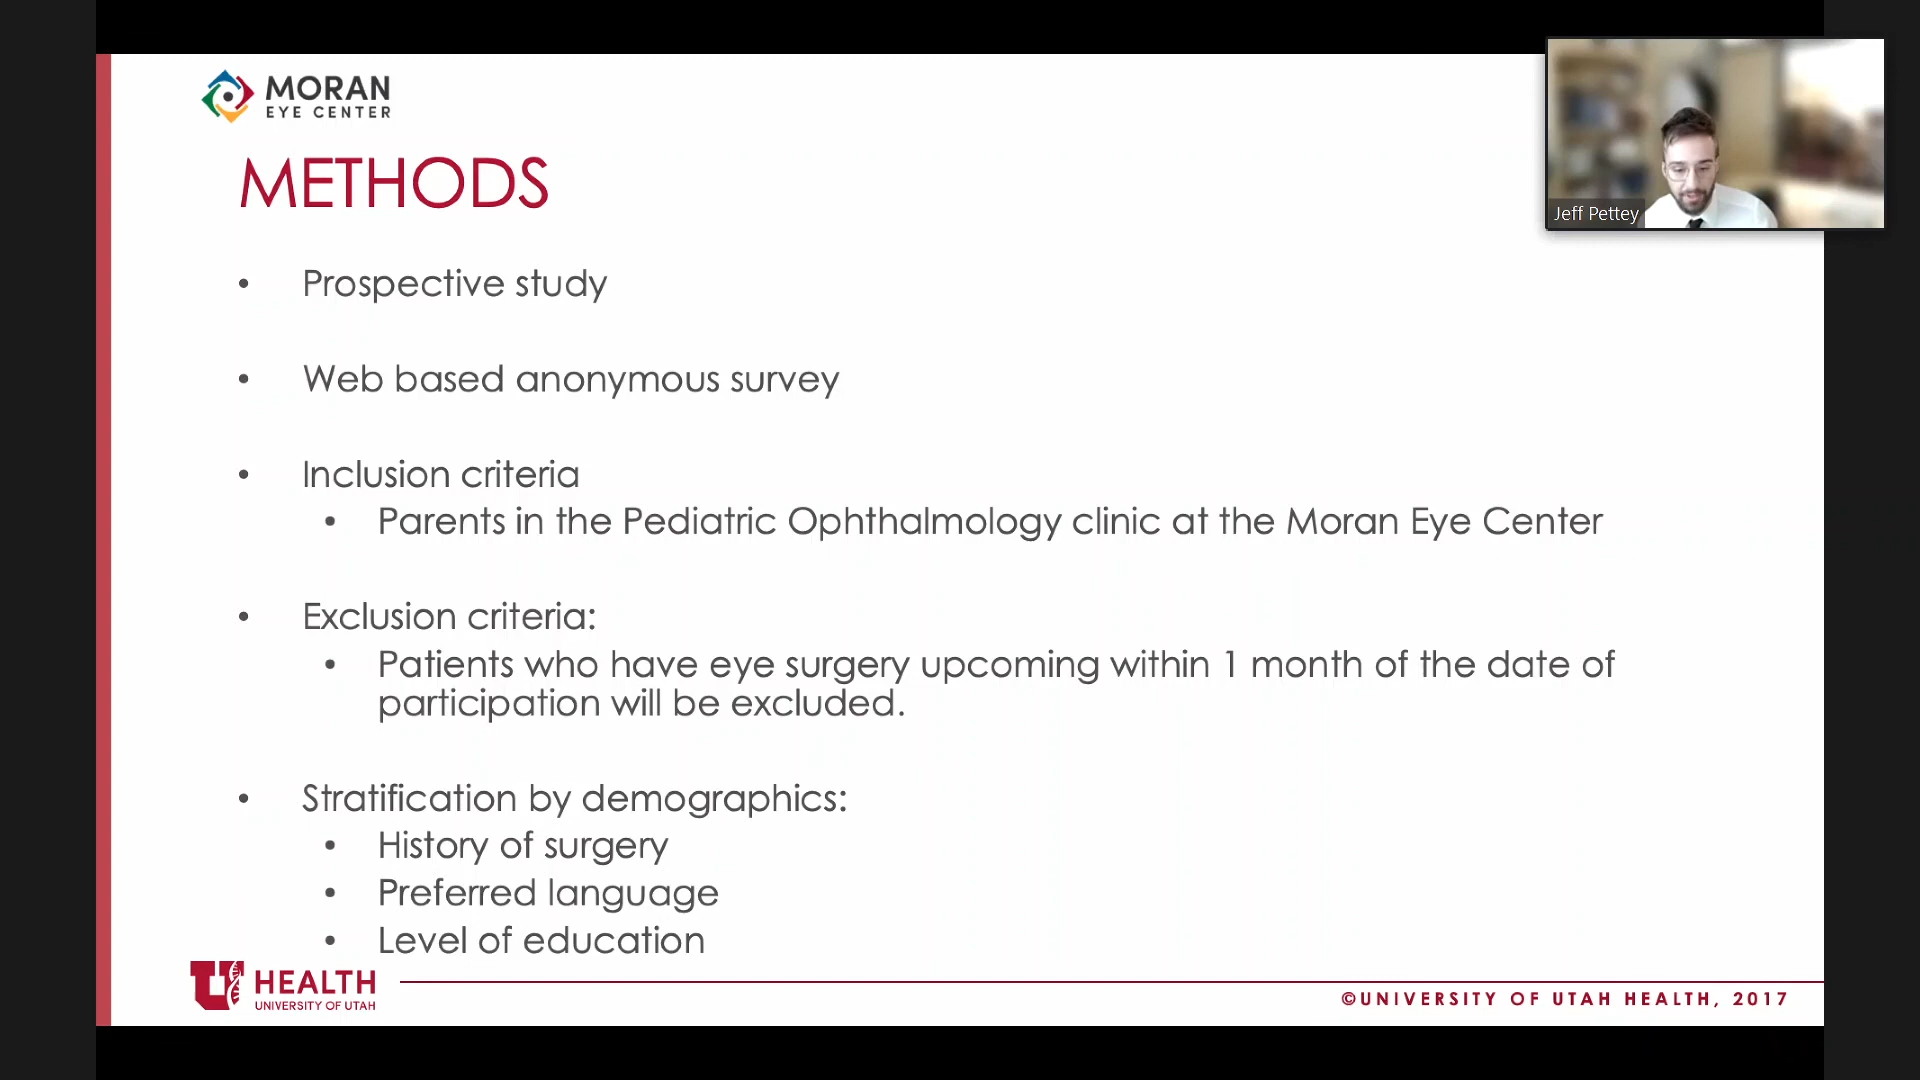 MORAN
EYE CENTER
METHODS
Jeff Pettey
• Prospective study
• Web based anonymous survey
• Inclusion criteria
• Parents in the Pediatric Ophthalmology clinic at the Moran Eye Center
• Exclusion criteria:
• Patients who have eye surgery upcoming within 1 month of the date of
participation will be excluded.
• Stratification by demographics:
• History of surgery
• Preferred language
• Level of education
U HEALTH
UNIVERSITY OF UTAH
©UNIVERSITY OF UTAH HEALTH, 2017